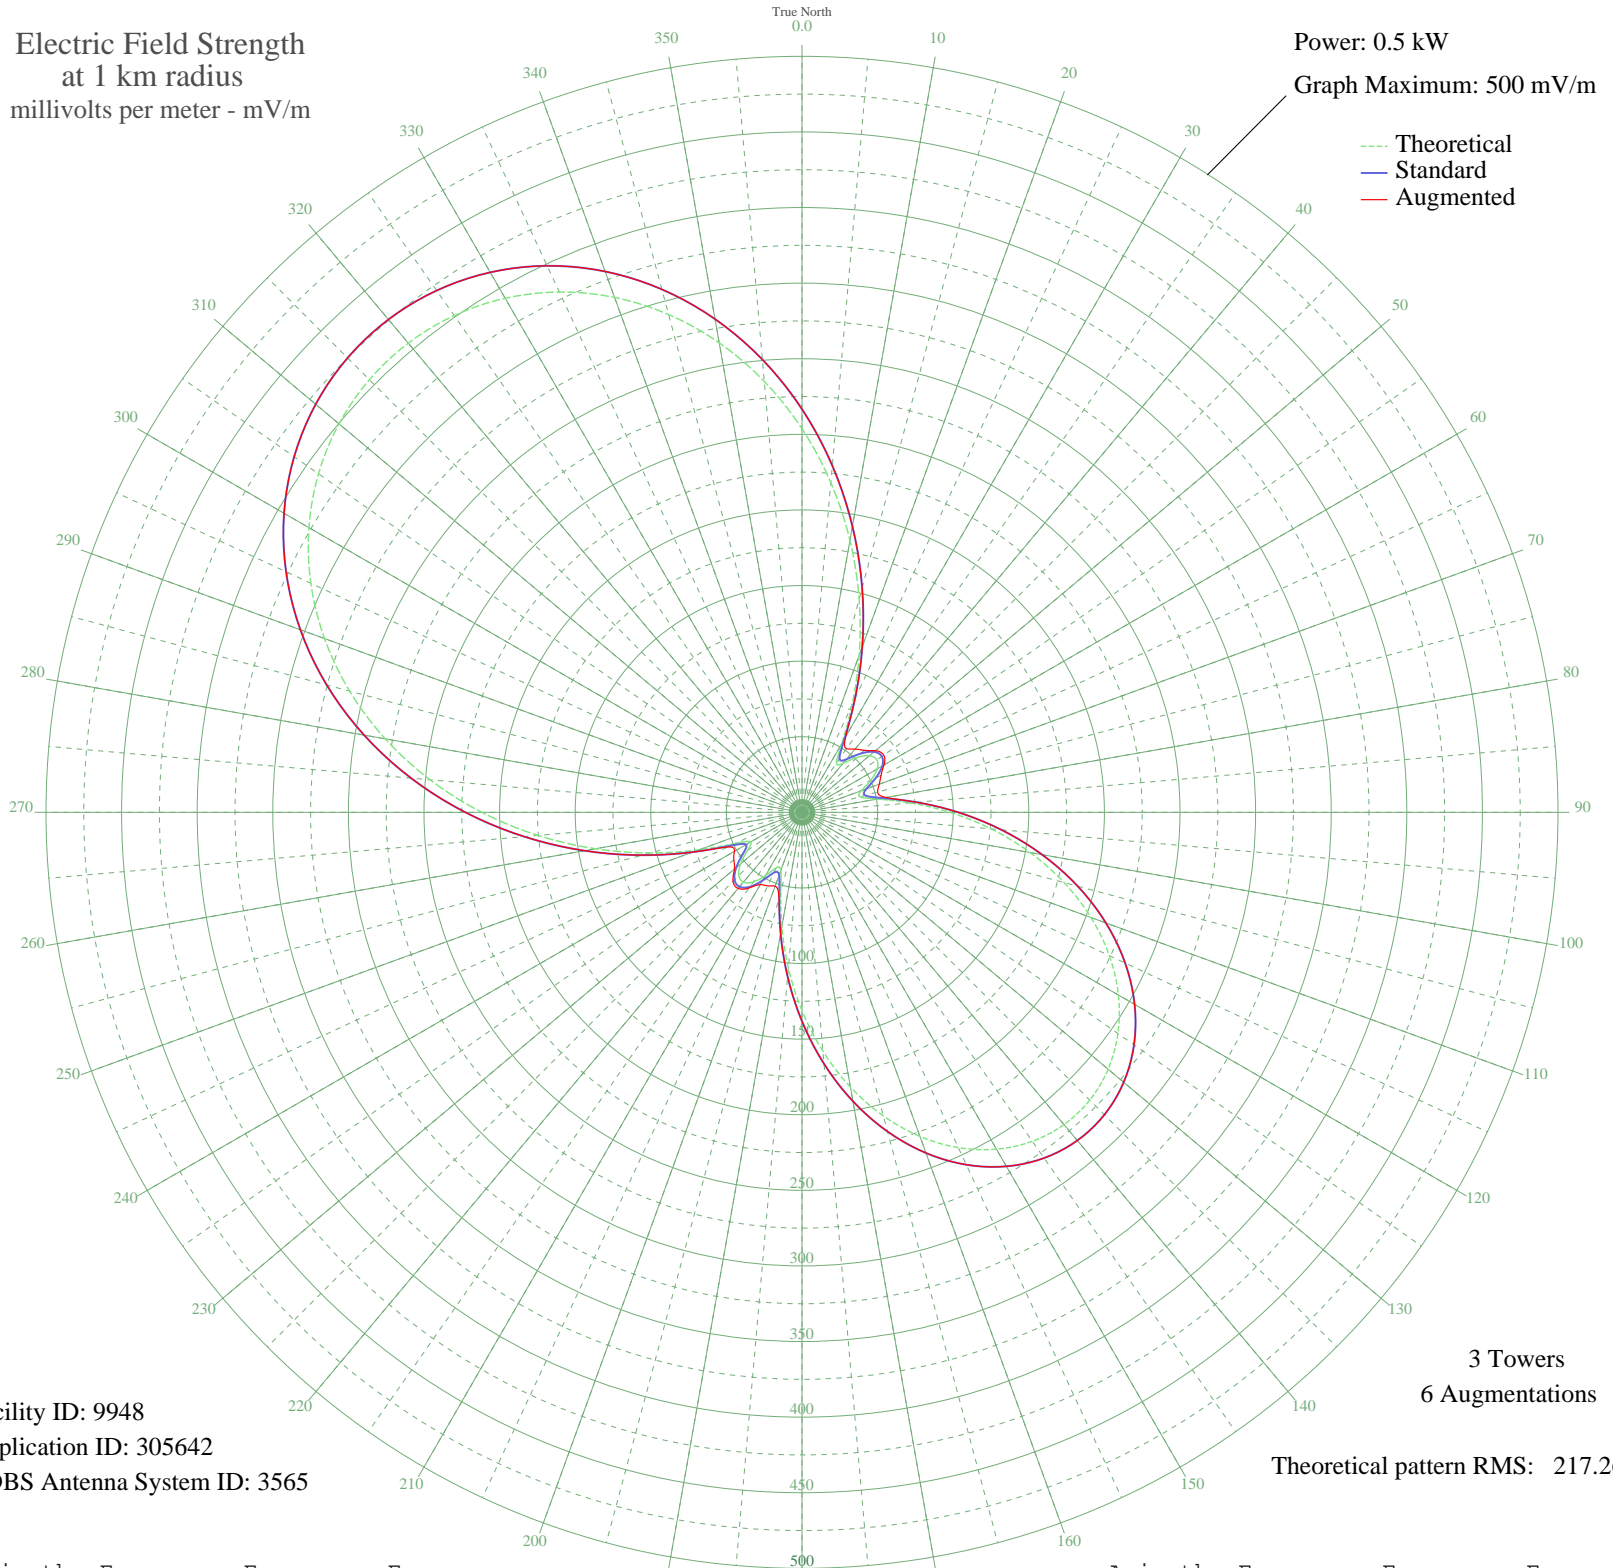 True North
0.0
Electric Field Strength
at 1 km radius
millivolts per meter - mV/m
Power: 0.5 kW
Graph Maximum: 500 mV/m
Theoretical
Standard
Augmented
10
20
30
40
50
60
70
80
90
100
110
120
130
140
150
160
200
210
220
230
240
250
260
270
280
290
300
310
320
330
340
350
100
150
200
250
300
350
400
450
500
3 Towers
6 Augmentations
Theoretical pattern RMS: 217.2
cility ID: 9948
plication ID: 305642
DBS Antenna System ID: 3565